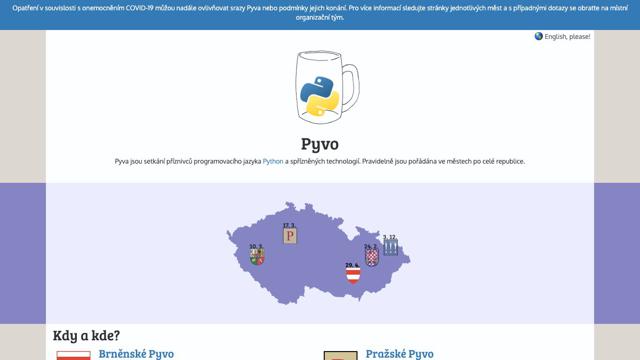 Opatření v souvislosti s onemocněním COVID-19 můžou nadále ovlivňovat srazy Pyva nebo podmínky jejich konání. Pro více informací sledujte stránky jednotlivých měst a s případnými dotazy se obraťte na místní
organizační tým.
English, please!
Pyvo
Pyva jsou setkání příznivců programovacího jazyka Python a spřízněných technologií. Pravidelně jsou pořádána ve městech po celé republice.
17. 3.
P
3. 12.
30. 3.
24. 2.
29. 4.
Kdy a kde?
Brněnské Pyvo
Pražské Pyvo